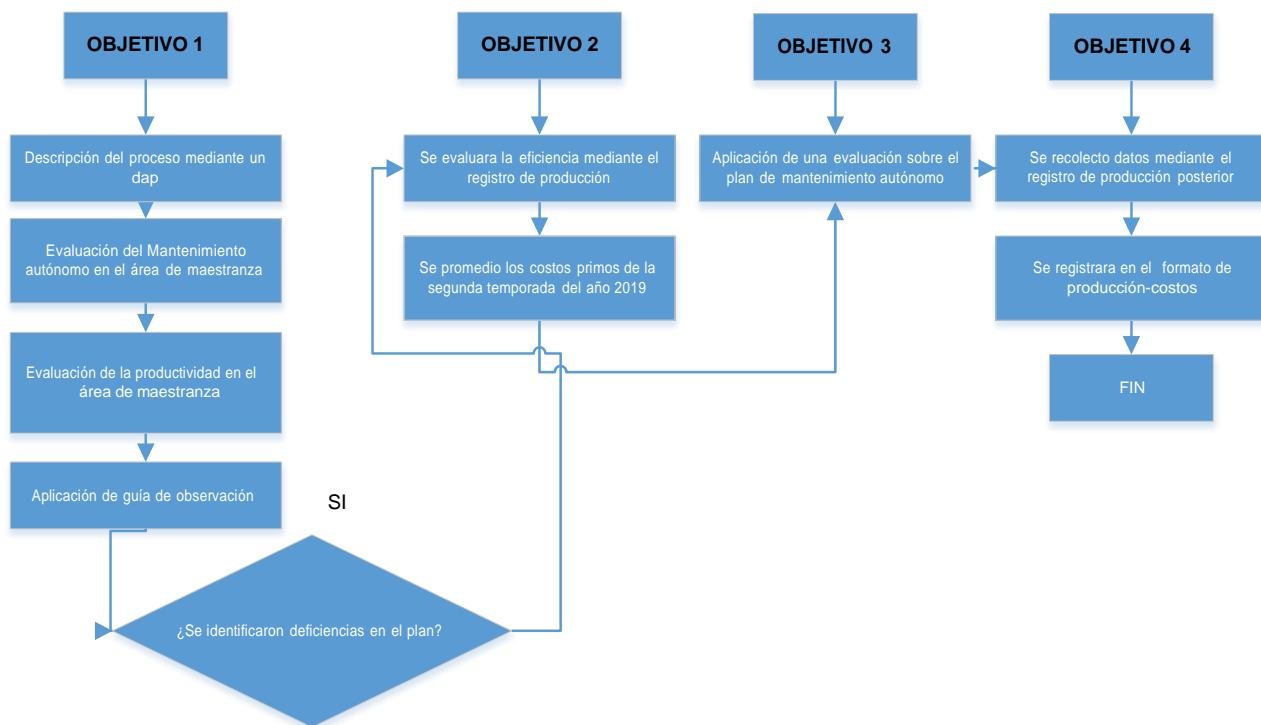 OBJETIVO 1
Descripción del proceso mediante un
dap
Evaluación del Mantenimiento
autónomo en el área de maestranza
Evaluación de la productividad en el
área de maestranza
Aplicación de guía de observación
SI
¿Se identificaron deficiencias en el plan?
OBJETIVO 2
Se evaluara la eficiencia mediante el
registro de producción
Se promedio los costos primos de la
segunda temporada del año 2019
OBJETIVO 3
Aplicación de una evaluación sobre el
plan de mantenimiento autónomo
OBJETIVO 4
Se recolecto datos mediante el
registro de producción posterior
Se registrara en el formato de
producción-costos
FIN